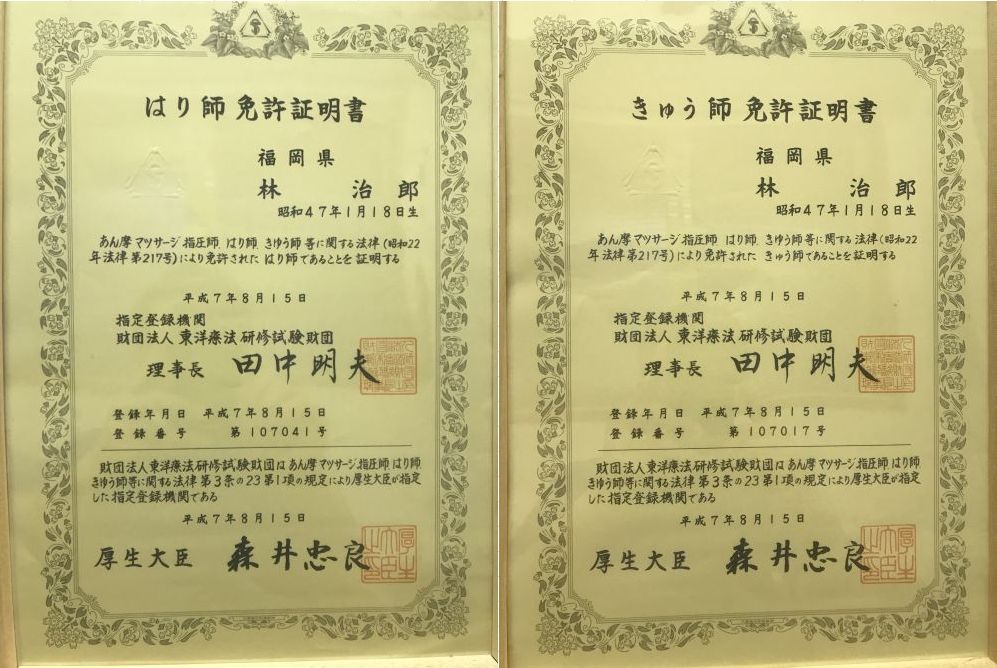 はり師免許証明書
福岡県
林 治郎
昭和47年1月18日生
あん摩マツサージ指圧師 はり師 きゆう師等に関する法律(昭和22
年法律第217号)により免許された はり師であることを証明する
平成7年8月15日
指定登録機関
財団法人 東洋療法研修試験財団
理事長 田中明夫
登録年月日 平成7年8月15日
登録番号 第107041号
財団法人東洋療法研修試験財団はあん摩マツサージ指圧師 はり師
きゆう師等に関する法律第3条の23第1項の規定により厚生大臣が指定
した指定登録機関である
平成7年8月15日
厚生大臣 森井忠良
きゅう師免許証明書
福岡県
林 治郎
昭和47年1月18日生
あん摩マツサージ指圧師 はり師 きゆう師等に関する法律(昭和22
年法律第217号)により免許された きゅう師であることを証明する
平成7年8月15日
指定登録機関
財団法人 東洋療法研修試験財団
理事長 田中明夫
登録年月日 平成7年8月15日
登録番号 第107017号
財団法人東洋療法研修試験財団はあん摩マツサージ指圧師 はり師
きゆう師等に関する法律第3条の23第1項の規定により厚生大臣が指定
した指定登録機関である
平成7年8月15日
厚生大臣 森井忠良